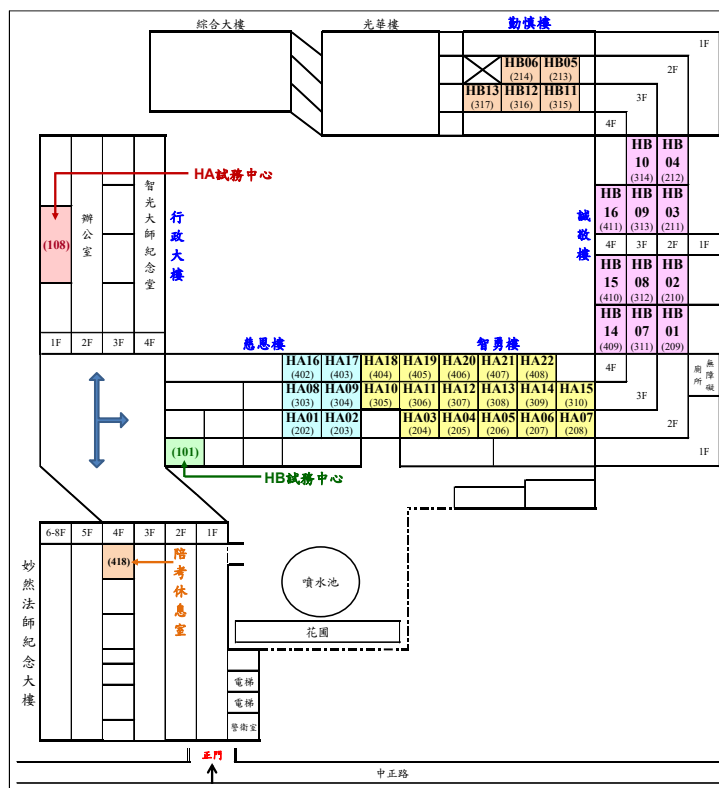 綜合大樓
光華樓
勤慎樓
1F
2F
3F
4F
HB06
(214)
HB05
(213)
HB13
(317)
HB12
(316)
HB11
(315)
HB
10
(314)
HB
04
(212)
HB
16
(411)
HB
09
(313)
HB
03
(211)
4F
3F
2F
1F
HB
15
(410)
HB
08
(312)
HB
02
(210)
HB
14
(409)
HB
07
(311)
HB
01
(209)
誠敬樓
HA試務中心
(108)
辦公室
智光大師紀念堂
行政大樓
1F
2F
3F
4F
慈恩樓
智勇樓
HA16
(402)
HA17
(403)
HA18
(404)
HA19
(405)
HA20
(406)
HA21
(407)
HA22
(408)
HA08
(303)
HA09
(304)
HA10
(305)
HA11
(306)
HA12
(307)
HA13
(308)
HA14
(309)
HA15
(310)
HA01
(202)
HA02
(203)
HA03
(204)
HA04
(205)
HA05
(206)
HA06
(207)
HA07
(208)
4F
3F
2F
1F
無障礙
廁所
(101)
HB試務中心
6-8F
5F
4F
3F
2F
1F
(418)
陪考休息室
妙然法師紀念大樓
噴水池
花圃
電梯
電梯
警衛室
正門
中正路